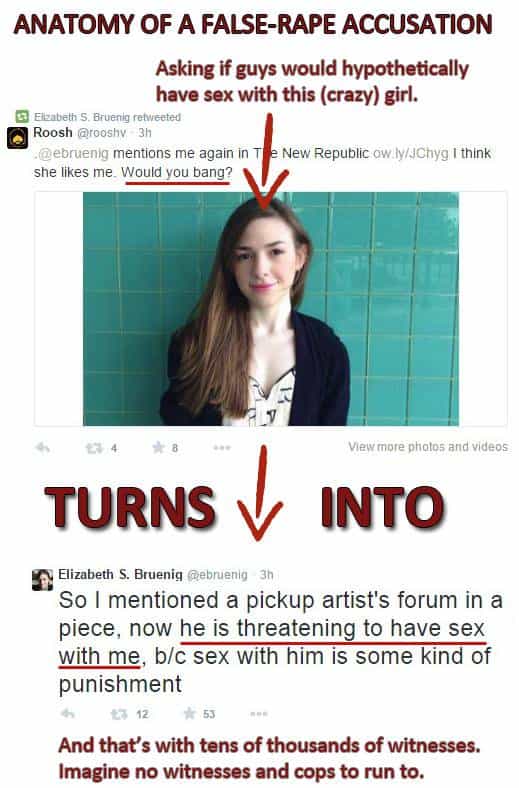 ANATOMY OF A FALSE-RAPE ACCUSATION
Asking if guys would hypothetically
have sex with this (crazy) girl.
Elizabeth S. Bruenig retweeted
Roosh @rooshv · 3h
.@ebruenig mentions me again in The New Republic ow.ly/JChyg I think
she likes me. Would you bang?
4 8 •••
View more photos and videos
TURNS INTO
Elizabeth S. Bruenig @ebruenig · 3h
So I mentioned a pickup artist's forum in a
piece, now he is threatening to have sex
with me, b/c sex with him is some kind of
punishment
12 53 •••
And that's with tens of thousands of witnesses.
Imagine no witnesses and cops to run to.